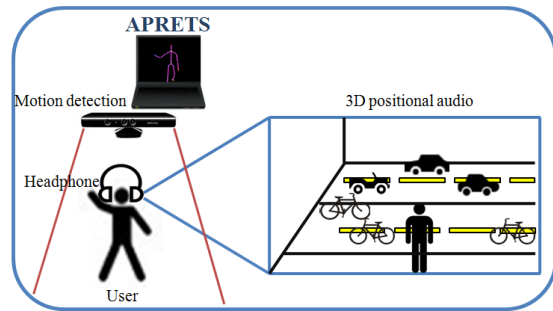 APRETS
Motion detection
3D positional audio
Headphone
User